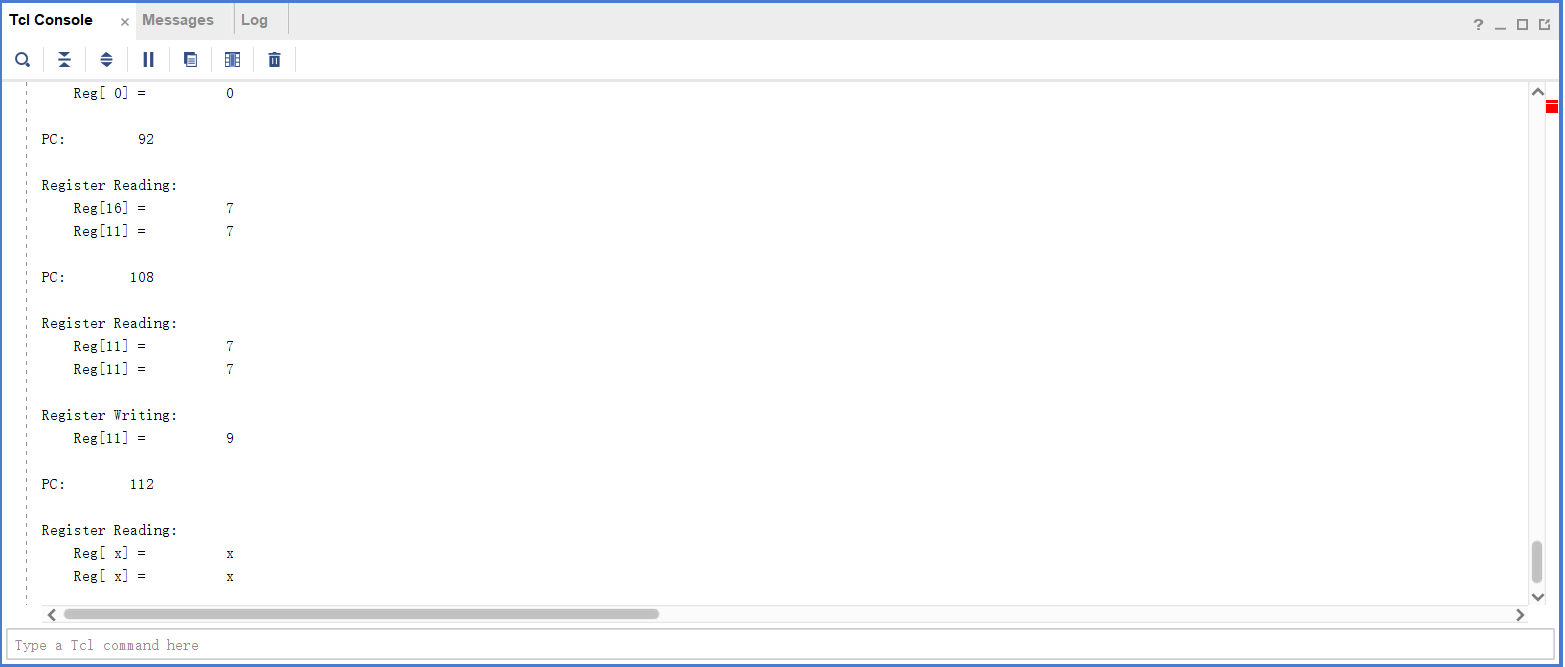 Tcl Console × Messages Log ?
Reg[ 0] = 0
PC: 92
Register Reading:
Reg[16] = 7
Reg[11] = 7
PC: 108
Register Reading:
Reg[11] = 7
Reg[11] = 7
Register Writing:
Reg[11] = 9
PC: 112
Register Reading:
Reg[ x] = x
Reg[ x] = x
Type a Tcl command here